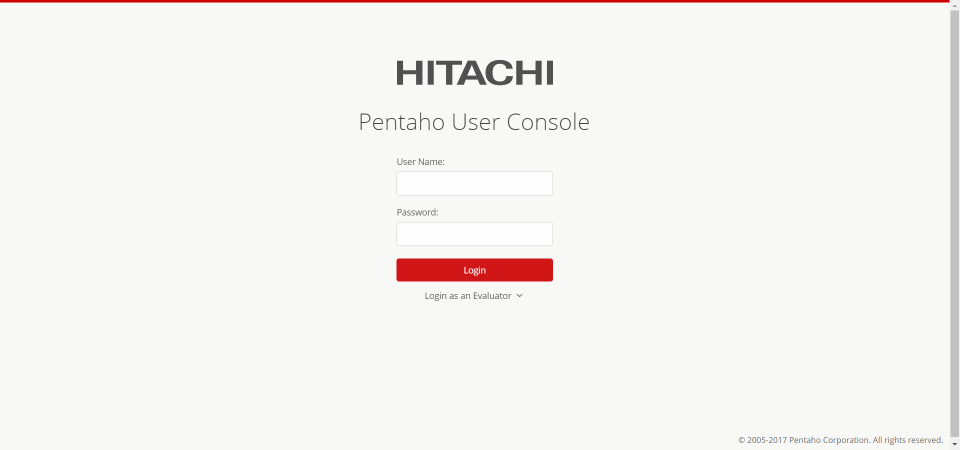 HITACHI
Pentaho User Console
User Name:
Password:
Login
Login as an Evaluator
© 2005-2017 Pentaho Corporation. All rights reserved.